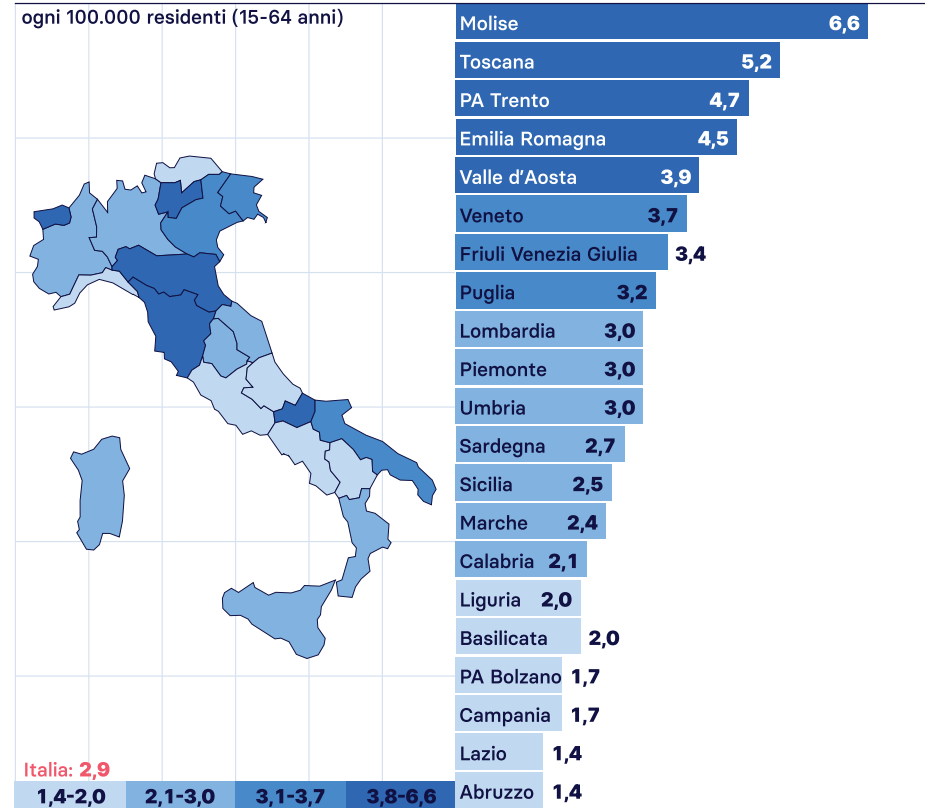 ogni 100.000 residenti (15-64 anni)
Molise 6,6
Toscana 5,2
PA Trento 4,7
Emilia Romagna 4,5
Valle d’Aosta 3,9
Veneto 3,7
Friuli Venezia Giulia 3,4
Puglia 3,2
Lombardia 3,0
Piemonte 3,0
Umbria 3,0
Sardegna 2,7
Sicilia 2,5
Marche 2,4
Calabria 2,1
Liguria 2,0
Basilicata 2,0
PA Bolzano 1,7
Campania 1,7
Lazio 1,4
Abruzzo 1,4
Italia: 2,9
1,4-2,0 2,1-3,0 3,1-3,7 3,8-6,6